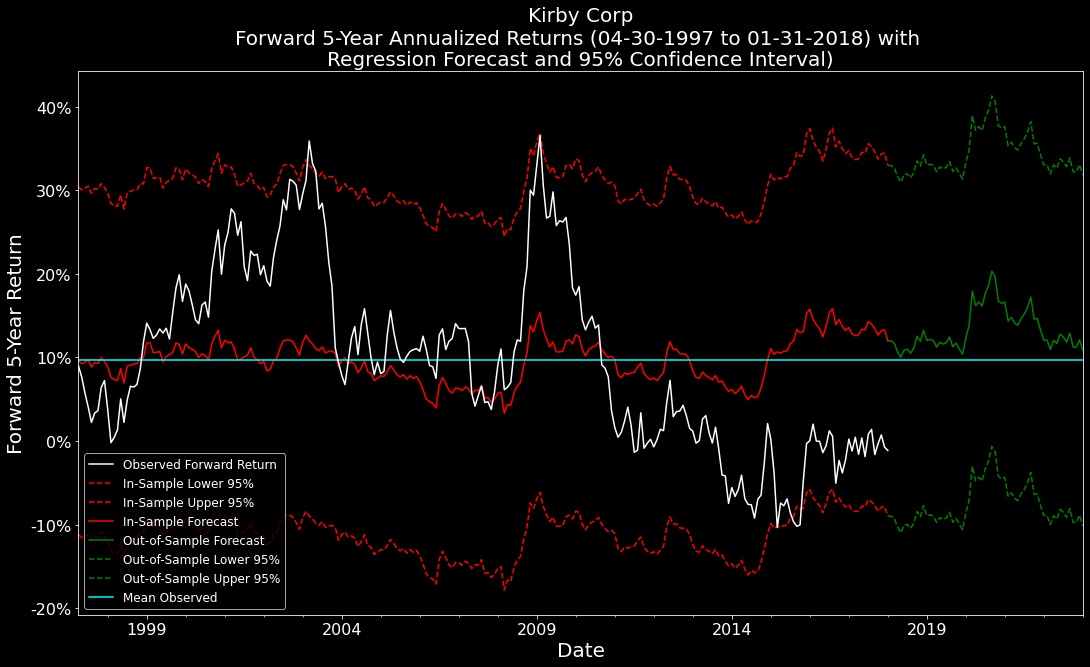 Kirby Corp
Forward 5-Year Annualized Returns (04-30-1997 to 01-31-2018) with
Regression Forecast and 95% Confidence Interval)
Forward 5-Year Return
40%
30%
20%
10%
0%
-10%
-20%
Observed Forward Return
In-Sample Lower 95%
In-Sample Upper 95%
In-Sample Forecast
Out-of-Sample Forecast
Out-of-Sample Lower 95%
Out-of-Sample Upper 95%
Mean Observed
1999
2004
2009
2014
2019
Date